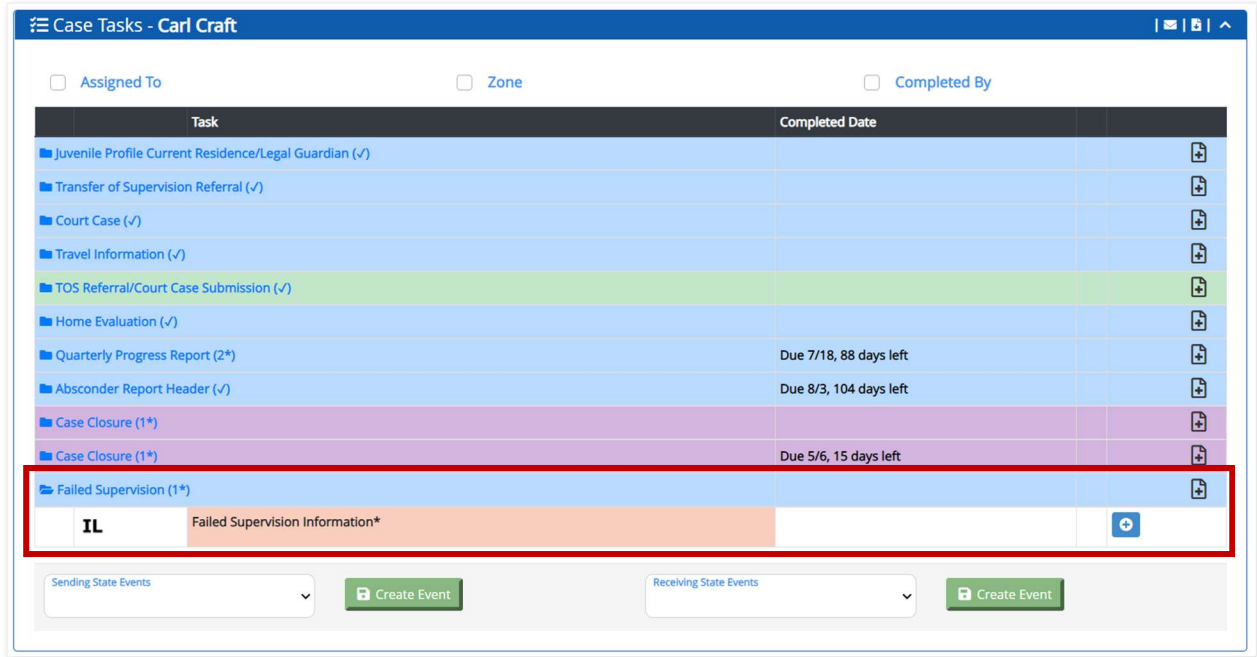 Case Tasks - Carl Craft
Assigned To Zone Completed By
Task Completed Date
Juvenile Profile Current Residence/Legal Guardian (✓)
Transfer of Supervision Referral (✓)
Court Case (✓)
Travel Information (✓)
TOS Referral/Court Case Submission (✓)
Home Evaluation (✓)
Quarterly Progress Report (2*) Due 7/18, 88 days left
Absconder Report Header (✓) Due 8/3, 104 days left
Case Closure (1*)
Case Closure (1*) Due 5/6, 15 days left
Failed Supervision (1*)
IL Failed Supervision Information*
Sending State Events Create Event Receiving State Events Create Event